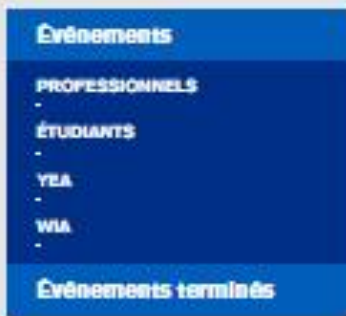 Évènements
PROFESSIONNELS
-
ÉTUDIANTS
-
YEA
-
WIA
-
Évènements terminés